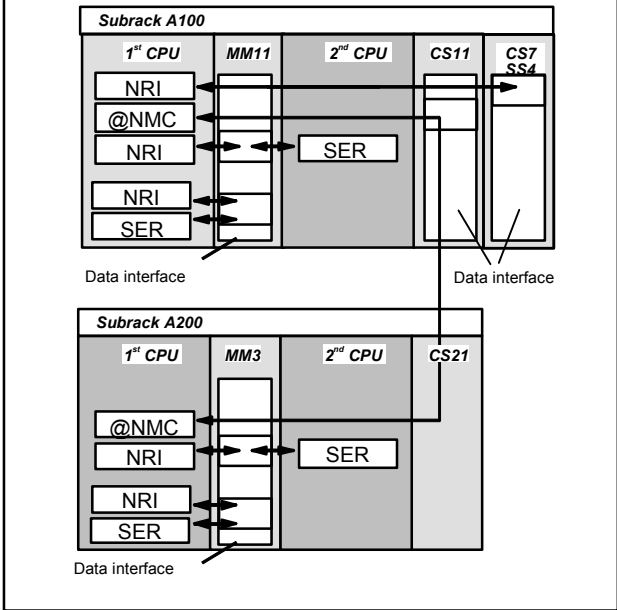 Subrack A100
1st CPU MM11 2nd CPU CS11 CS7
SS4
NRI
@NMC
NRI SER
NRI
SER
Data interface Data interface
Subrack A200
1st CPU MM3 2nd CPU CS21
@NMC
NRI SER
NRI
SER
Data interface